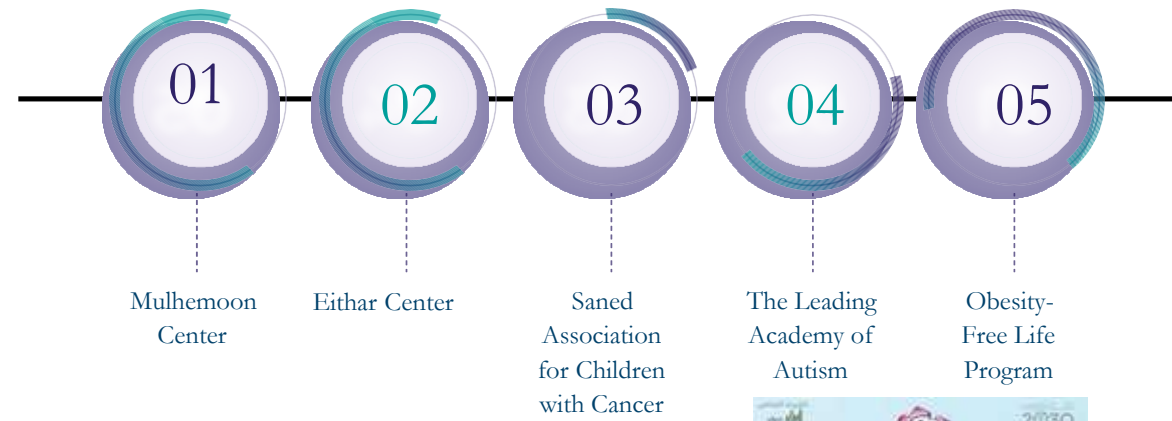 01
02
03
04
05
Mulhemoon
Center
Eithar Center
Saned
Association
for Children
with Cancer
The Leading
Academy of
Autism
Obesity-
Free Life
Program
2030